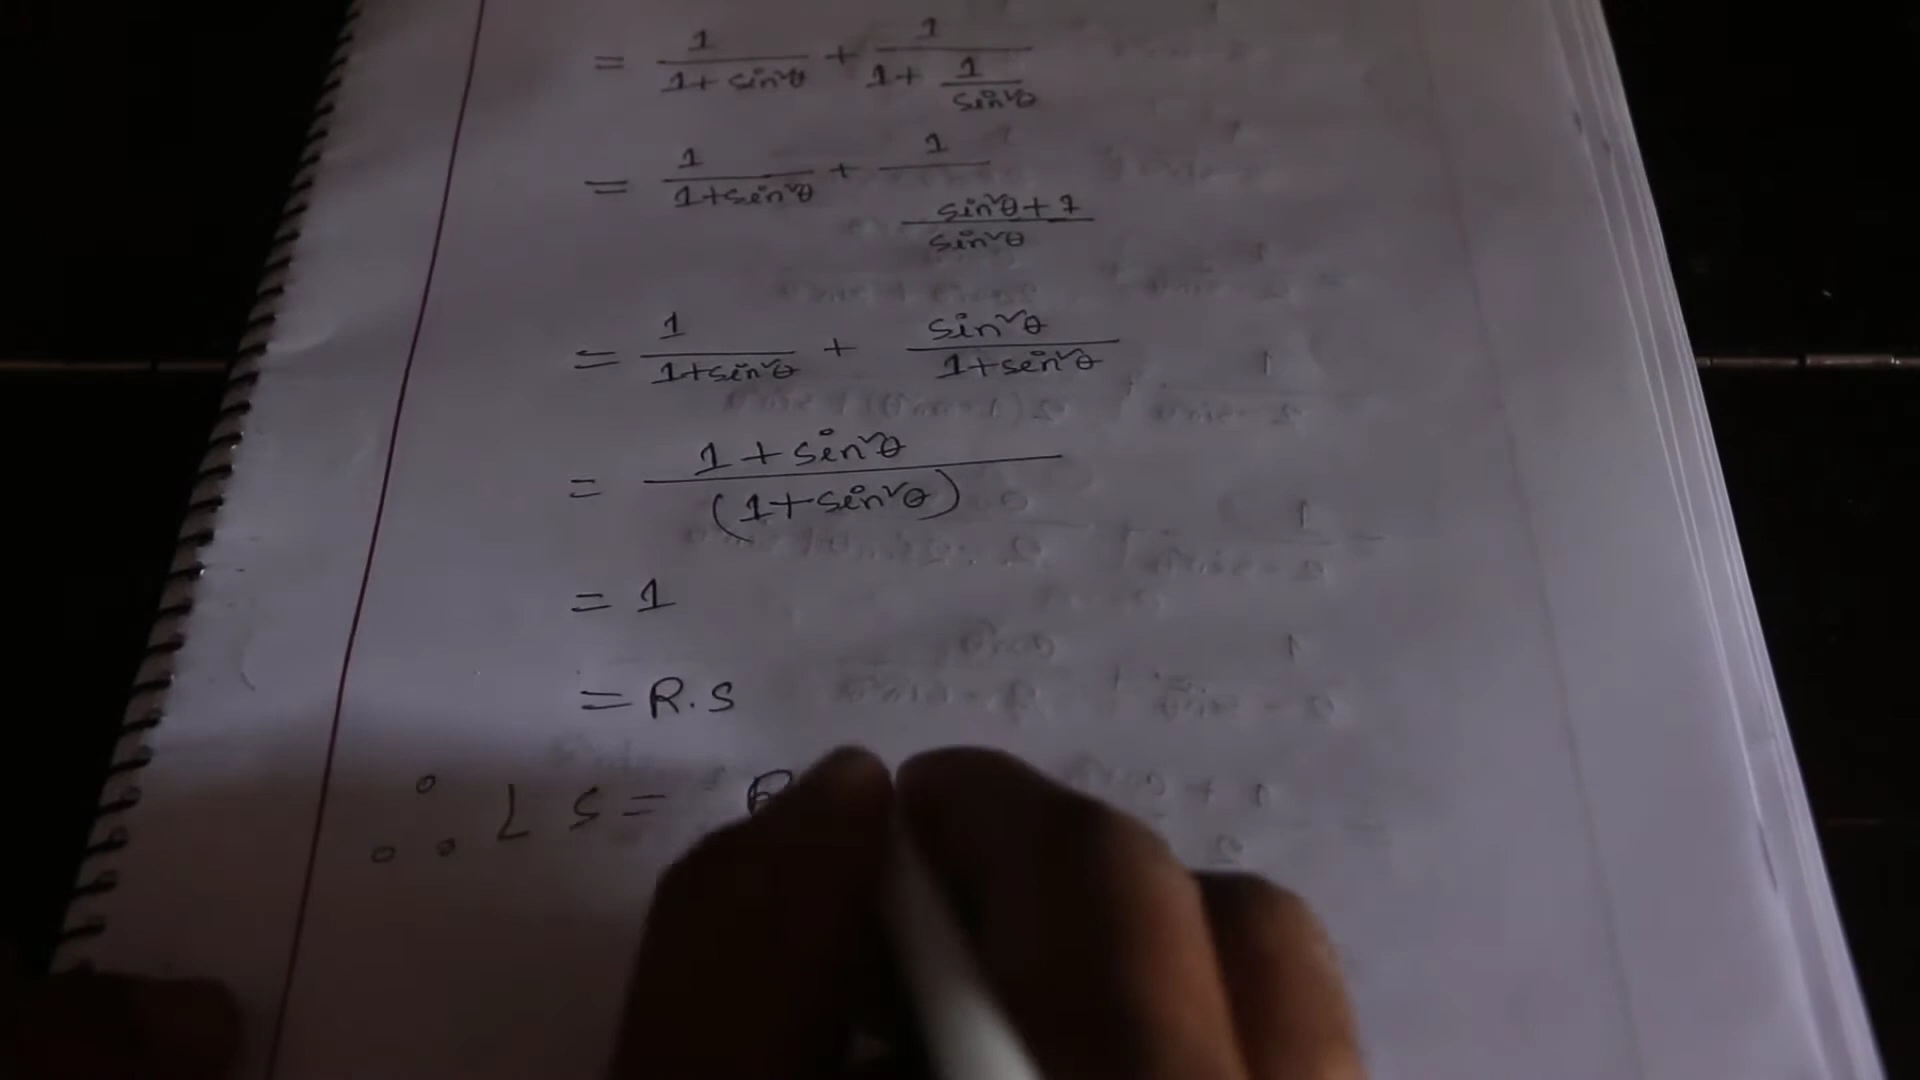 = 1/(1+ sin²θ) + 1/(1+ 1/sin²θ)
= 1/(1+sin²θ) + 1/((sin²θ+1)/sin²θ)
= 1/(1+sin²θ) + sin²θ/(1+sin²θ)
= 1+sin²θ/(1+sin²θ)
= 1
= R.S
∴ L S =